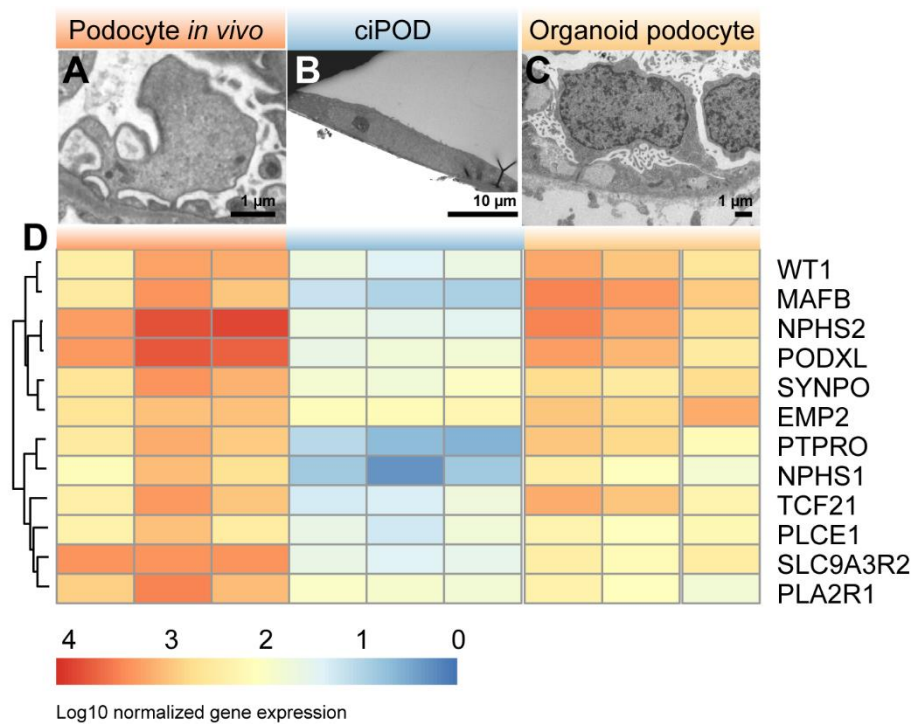 Podocyte in vivo
ciPOD
Organoid podocyte
A
B
C
1 µm
10 µm
1 µm
D
WT1
MAFB
NPHS2
PODXL
SYNPO
EMP2
PTPRO
NPHS1
TCF21
PLCE1
SLC9A3R2
PLA2R1
4 3 2 1 0
Log10 normalized gene expression